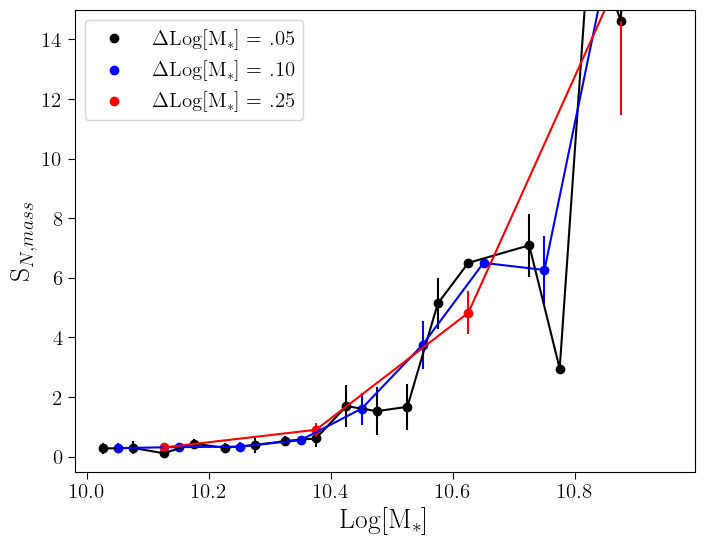 ΔLog[M*] = .05
ΔLog[M*] = .10
ΔLog[M*] = .25
14
12
10
8
6
4
2
0
S_{N,mass}
10.0 10.2 10.4 10.6 10.8
Log[M*]